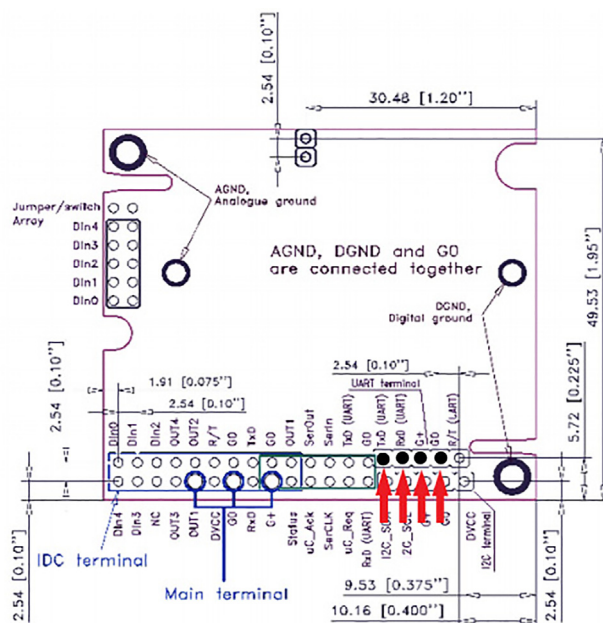 2.54
[0.10"]
30.48 [1.20"]
AGND,
Analogue ground
Jumper/switch
Array
DIn4
DIn3
DIn2
DIn1
DIn0
AGND, DGND and G0
are connected together
DGND,
Digital ground
49.53 [1.95"]
2.54 [0.10"]
UART terminal
5.72 [0.225"]
1.91 [0.075"]
2.54 [0.10"]
2.54 [0.10"]
DIn0
DIn1
DIn2
OUT4
OUT2
R/T
G0
TxD
G0
OUT1
SerOut
SerIn
TxD (UART)
G0
TxD (UART)
RxD (UART)
G+
G0
R/T (UART)
DIn4
DIn3
NC
OUT3
OUT1
DVCC
G0
RxD
G+
Status
uC_Ack
SerCLK
uC_Req
RxD (UART)
DVCC
I2C terminal
IDC terminal
Main terminal
2.54
[0.10"]
9.53 [0.375"]
10.16 [0.400"]
2.54
[0.10"]